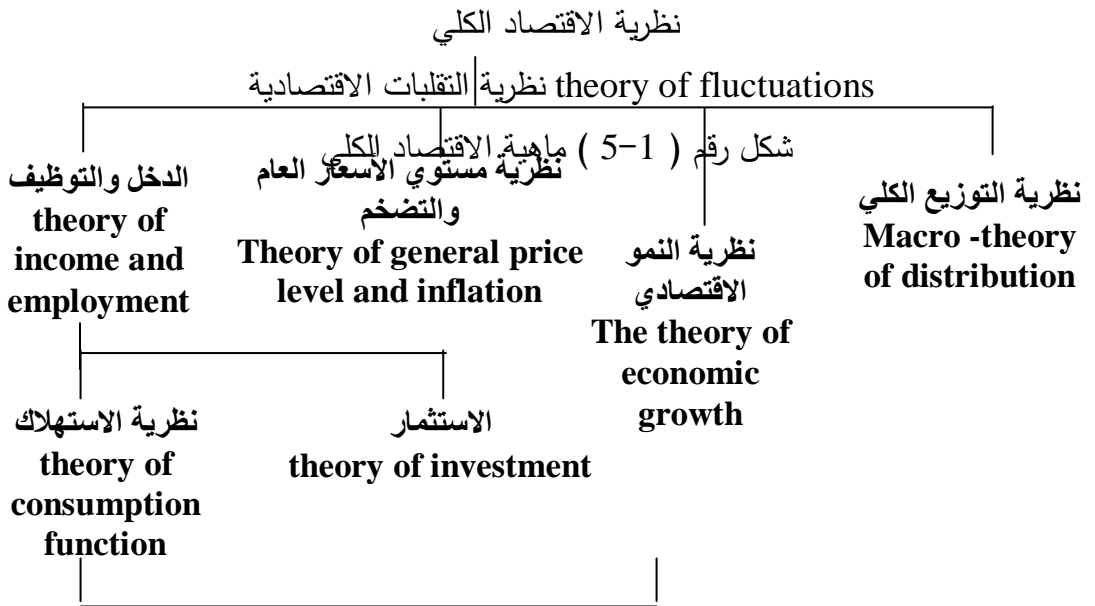 نظرية الاقتصاد الكلي
نظرية التقلبات الاقتصادية theory of fluctuations
شكل رقم ( 1-5 ) ماهية الاقتصاد الكلي
الدخل والتوظيف
theory of
income and
employment
نظرية مستوي الأسعار العام
والتضخم
Theory of general price
level and inflation
نظرية النمو
الاقتصادي
The theory of
economic
growth
نظرية التوزيع الكلي
Macro -theory
of distribution
نظرية الاستهلاك
theory of
consumption
function
الاستثمار
theory of investment